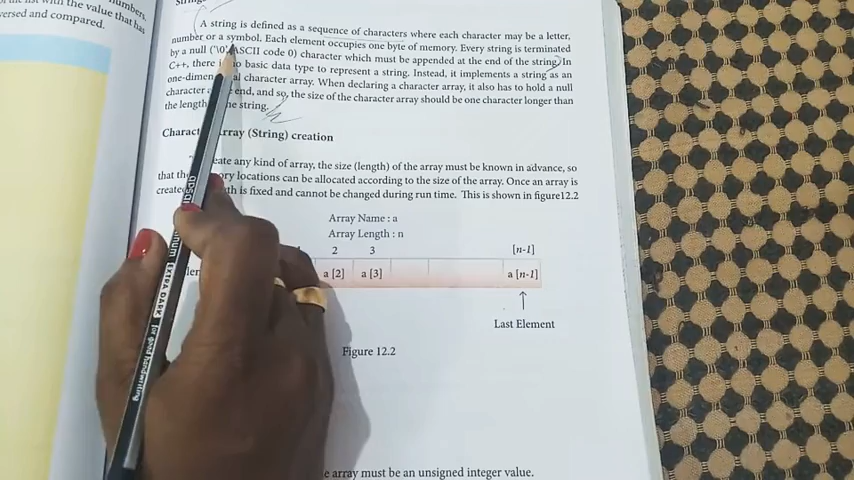 numbers,
the value that has
versed and compared.
A string is defined as a sequence of characters where each character may be a letter,
number or a symbol. Each element occupies one byte of memory. Every string is terminated
by a null ('\0' ASCII code 0) character which must be appended at the end of the string. In
C++, there no basic data type to represent a string. Instead, it implements a string as an
one-dimen al character array. When declaring a character array, it also has to hold a null
character end, and so, the size of the character array should be one character longer than
the length string.
Charact rray (String) creation
eate any kind of array, the size (length) of the array must be known in advance, so
that th ory locations can be allocated according to the size of the array. Once an array is
create th is fixed and cannot be changed during run time. This is shown in figure12.2
Array Name : a
Array Length : n
2 3 [n-1]
a [2] a [3] a [n-1]
Last Element
Figure 12.2
e array must be an unsigned integer value.
apsara
EXTRA DARK
for good handwriting